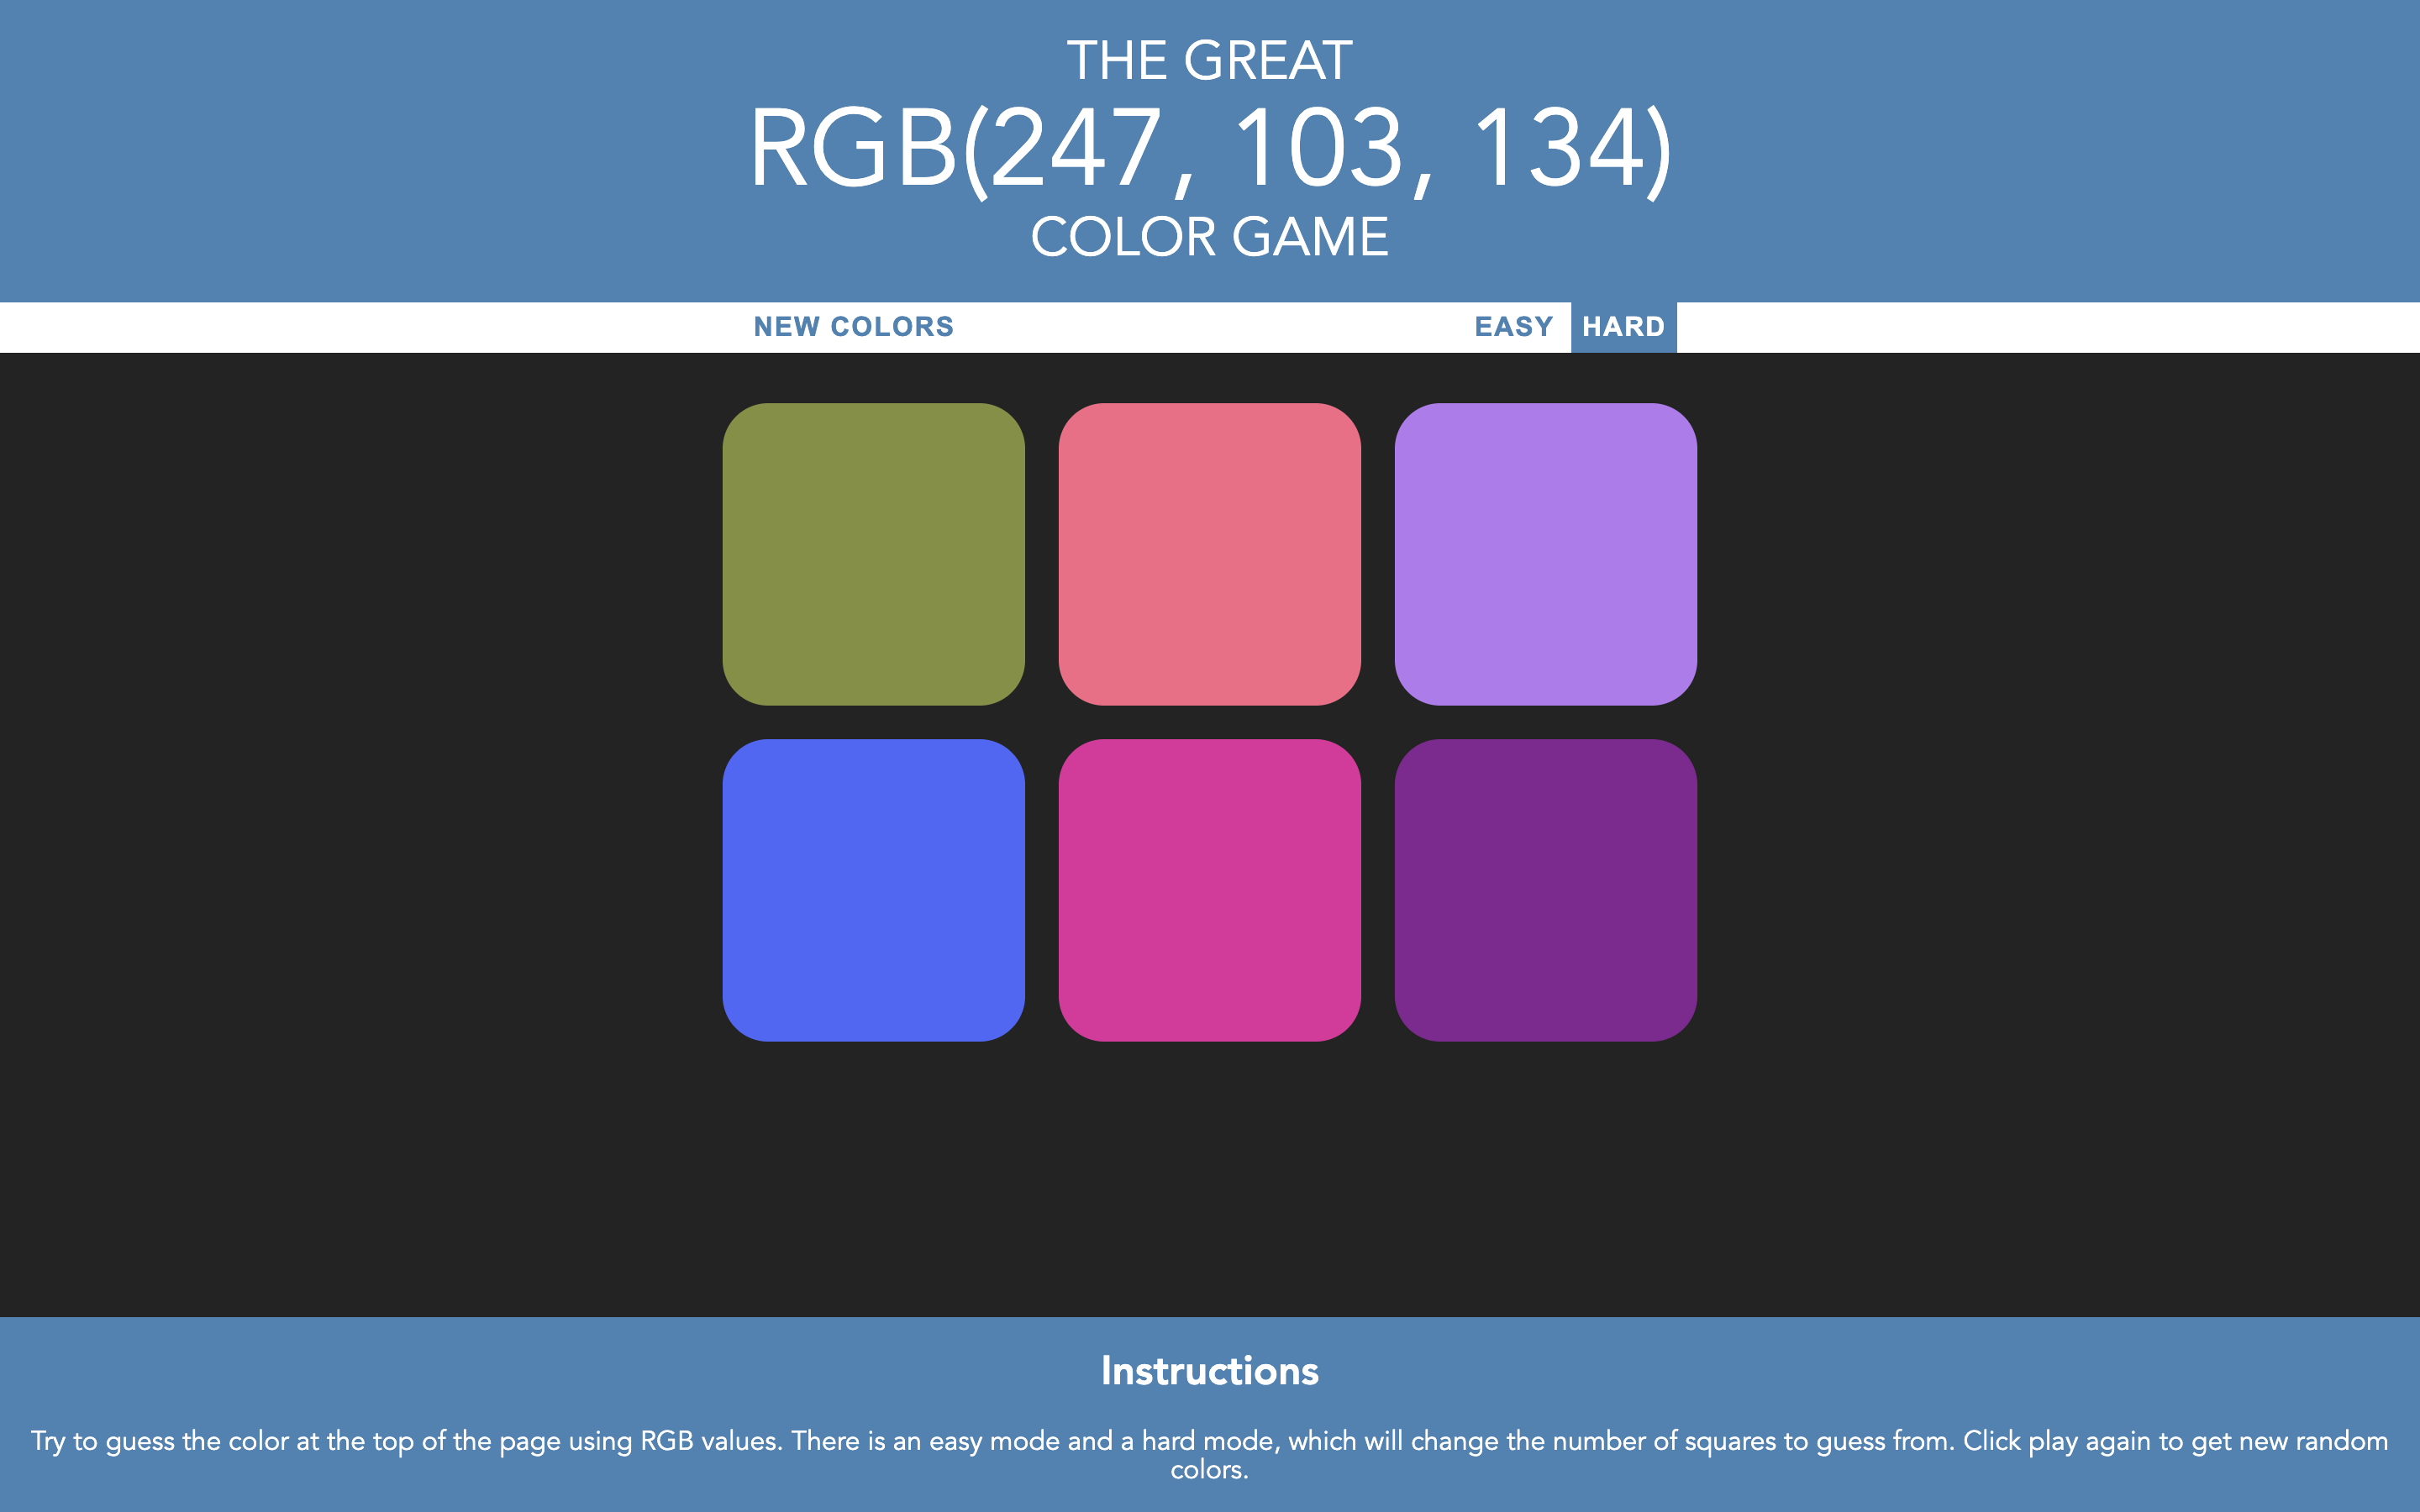 THE GREAT
RGB(247, 103, 134)
COLOR GAME
NEW COLORS EASY HARD
Instructions
Try to guess the color at the top of the page using RGB values. There is an easy mode and a hard mode, which will change the number of squares to guess from. Click play again to get new random
colors.